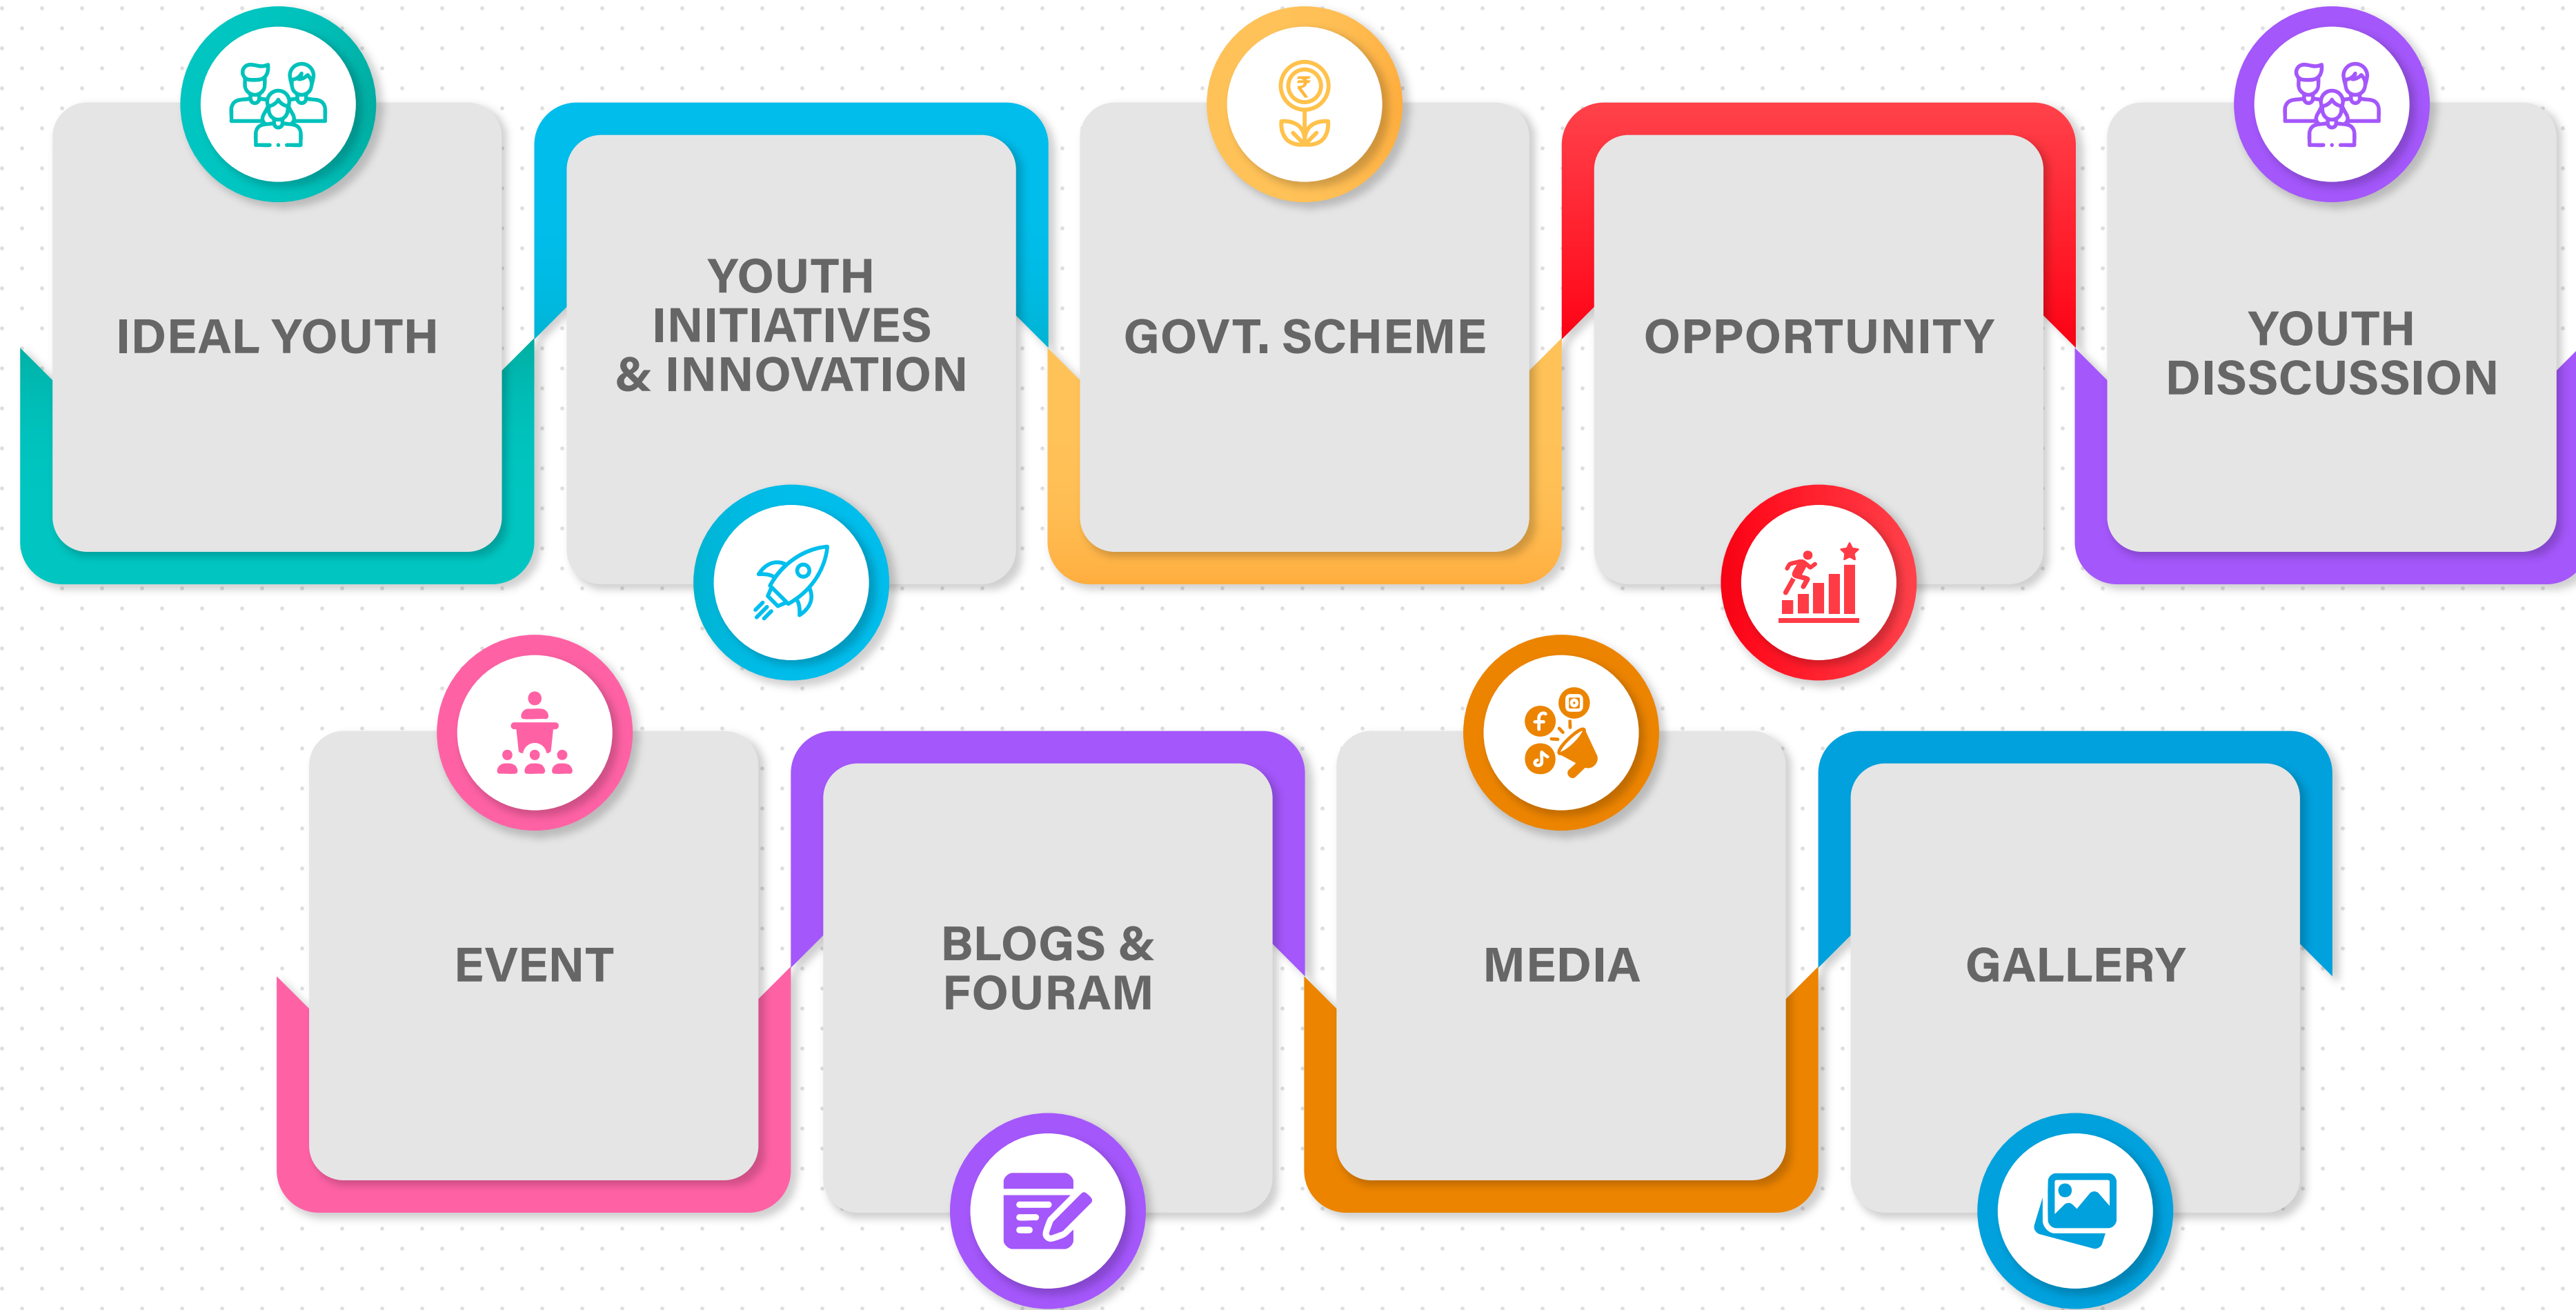 IDEAL YOUTH
YOUTH
INITIATIVES
& INNOVATION
GOVT. SCHEME
OPPORTUNITY
YOUTH
DISSCUSSION
EVENT
BLOGS &
FOURAM
MEDIA
GALLERY